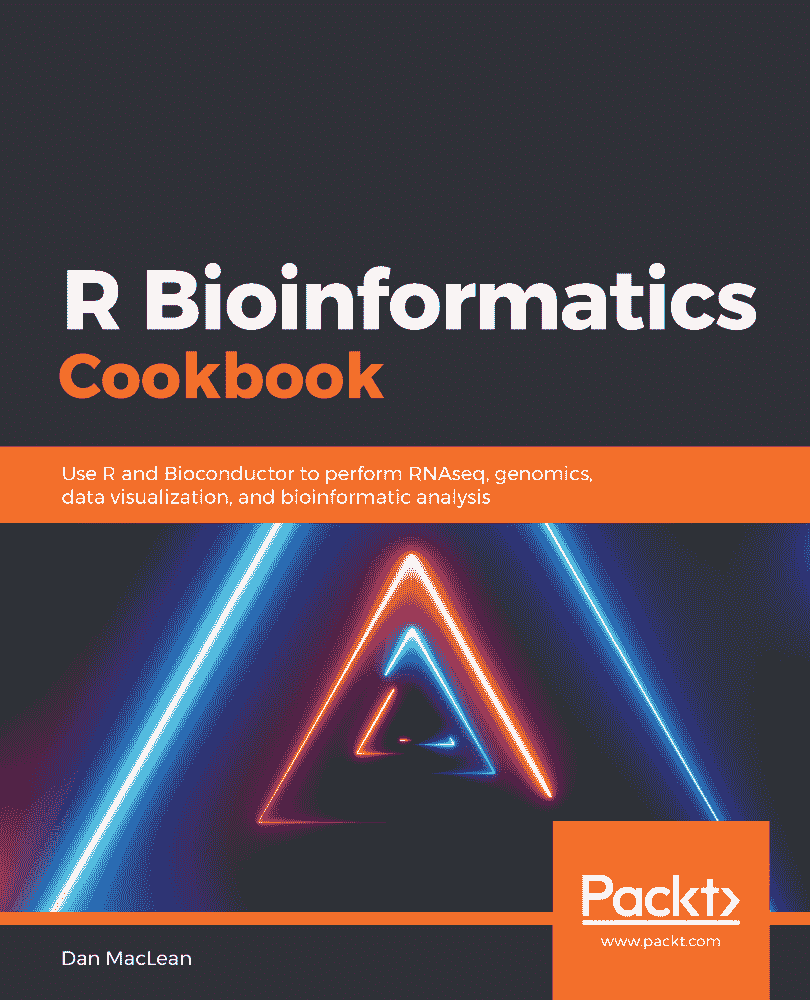 R Bioinformatics
Cookbook
Use R and Bioconductor to perform RNAseq, genomics,
data visualization, and bioinformatic analysis
Packt>
www.packt.com
Dan MacLean